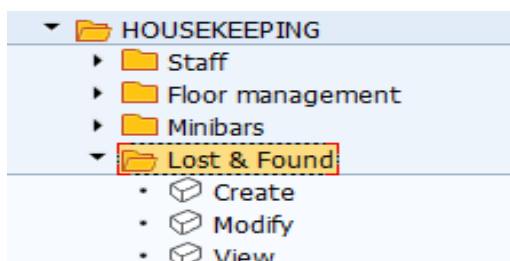 HOUSEKEEPING
Staff
Floor management
Minibars
Lost & Found
Create
Modify
View